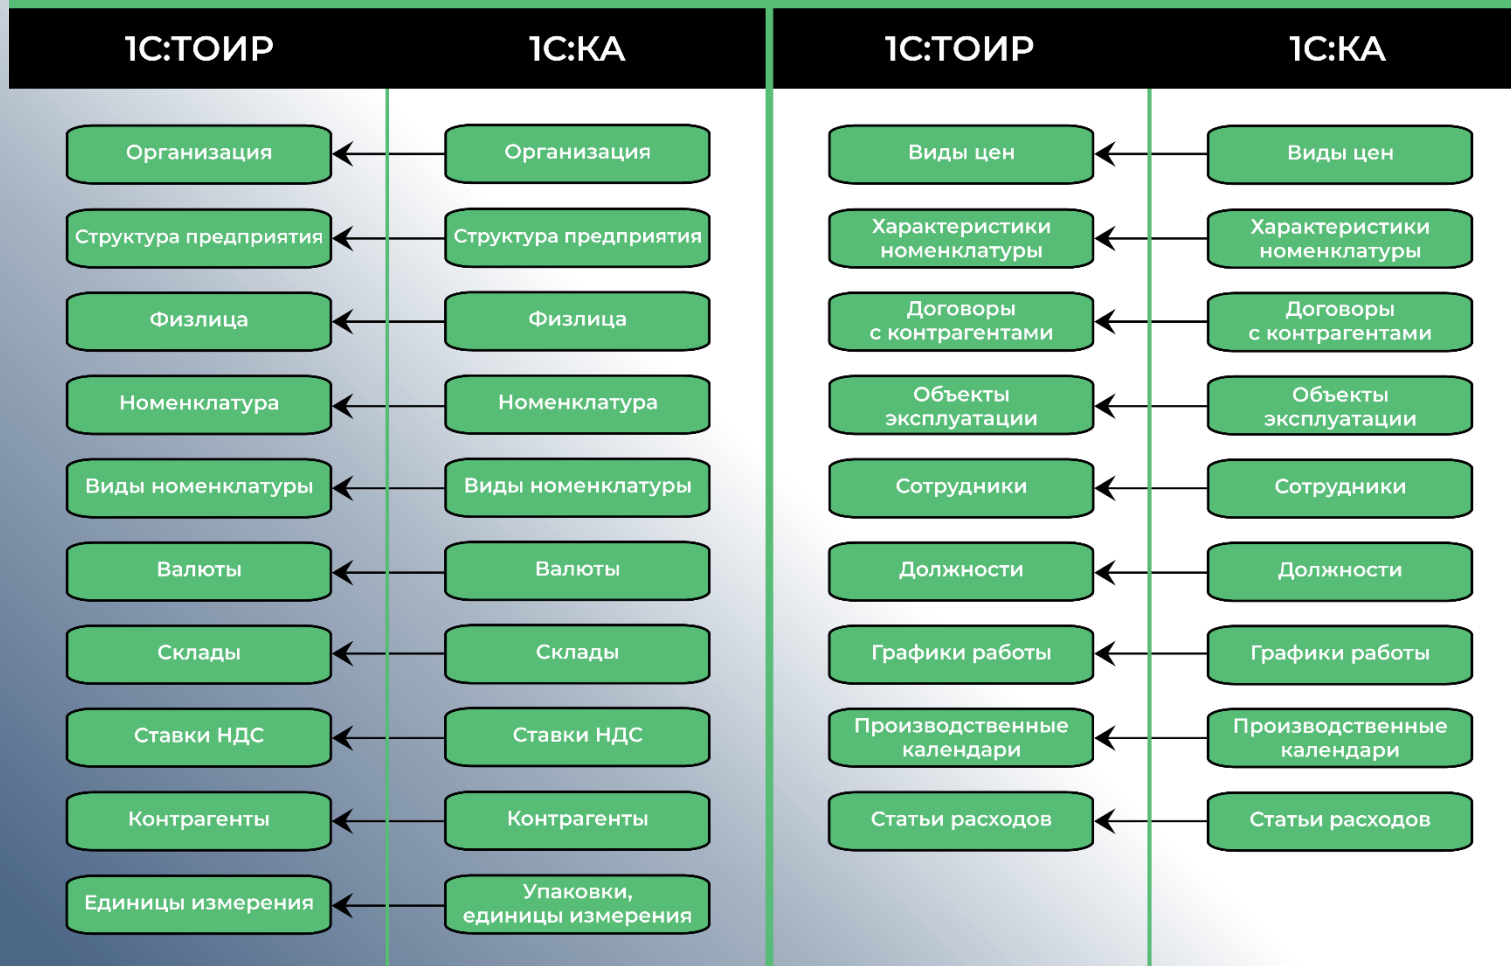 1С:ТОИР
1С:КА
1С:ТОИР
1С:КА
Организация
Организация
Виды цен
Виды цен
Структура предприятия
Структура предприятия
Характеристики
номенклатуры
Характеристики
номенклатуры
Физлица
Физлица
Договоры
с контрагентами
Договоры
с контрагентами
Номенклатура
Номенклатура
Объекты
эксплуатации
Объекты
эксплуатации
Виды номенклатуры
Виды номенклатуры
Сотрудники
Сотрудники
Валюты
Валюты
Должности
Должности
Склады
Склады
Графики работы
Графики работы
Ставки НДС
Ставки НДС
Производственные
календари
Производственные
календари
Контрагенты
Контрагенты
Статьи расходов
Статьи расходов
Единицы измерения
Упаковки,
единицы измерения